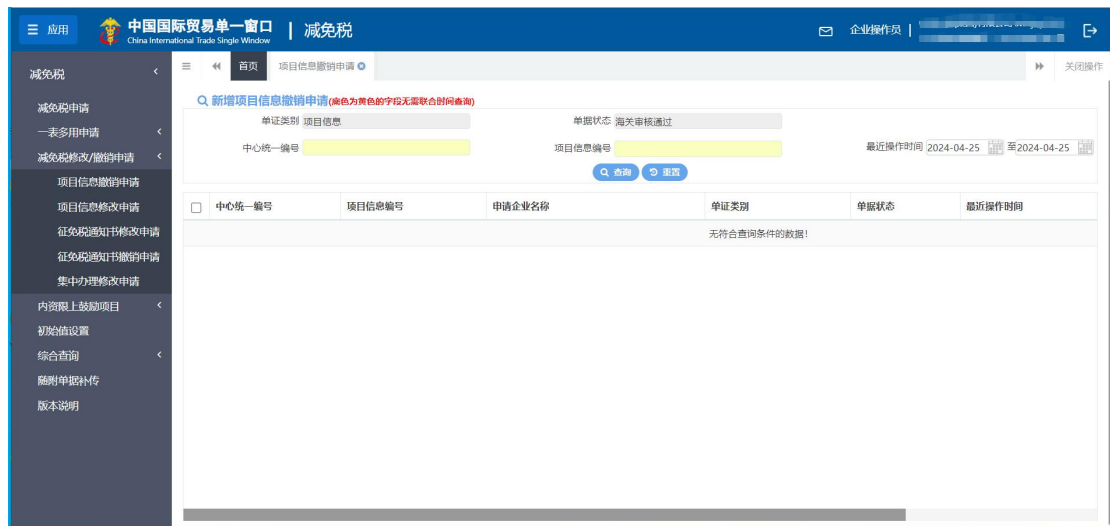 应用
中国国际贸易单一窗口 | 减免税
China International Trade Single Window
企业操作员 |
减免税
首页 项目信息撤销申请
关闭操作
减免税申请
一表多用申请
减免税修改/撤销申请
项目信息撤销申请
项目信息修改申请
征免税通知书修改申请
征免税通知书撤销申请
集中办理修改申请
内资限上鼓励项目
初始值设置
综合查询
随附单据补传
版本说明
新增项目信息撤销申请(底色为黄色的字段无需联合时间查询)
单证类别 项目信息 单据状态 海关审核通过
中心统一编号 项目信息编号 最近操作时间 2024-04-25 至 2024-04-25
查询 重置
中心统一编号 项目信息编号 申请企业名称 单证类别 单据状态 最近操作时间
无符合查询条件的数据!